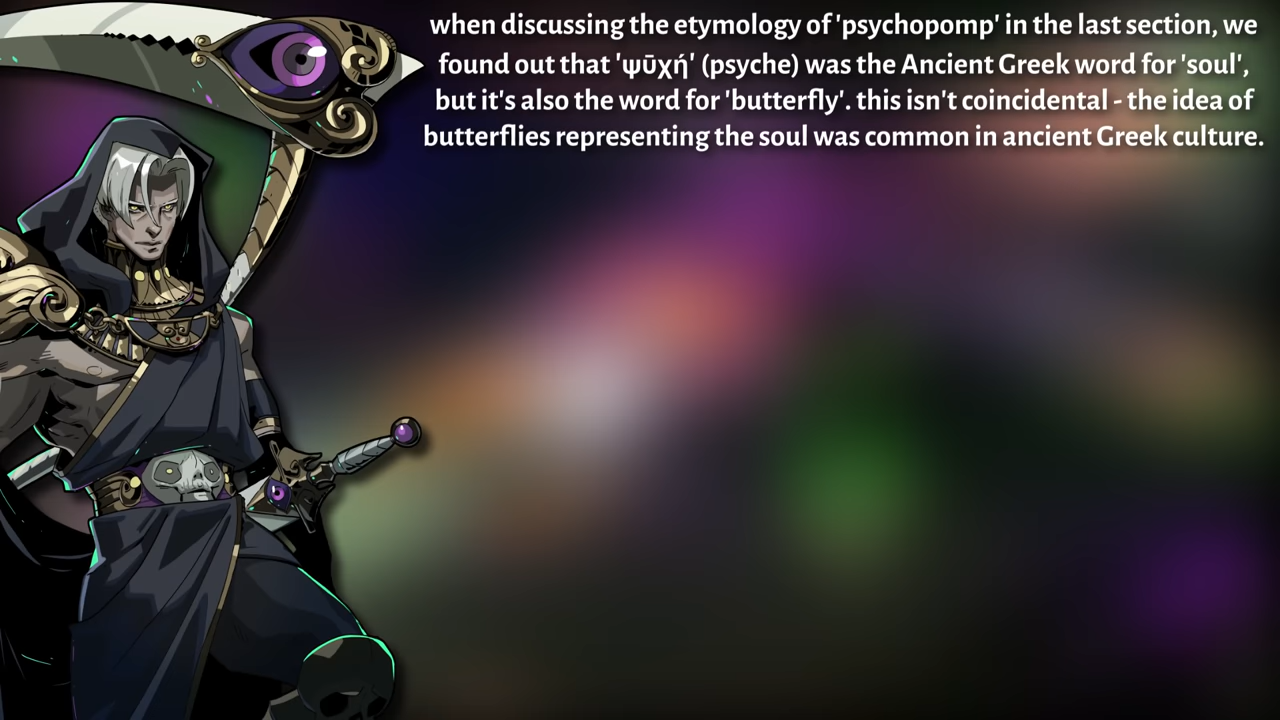 when discussing the etymology of 'psychopomp' in the last section, we
found out that 'ψῡχή' (psyche) was the Ancient Greek word for 'soul',
but it's also the word for 'butterfly'. this isn't coincidental - the idea of
butterflies representing the soul was common in ancient Greek culture.